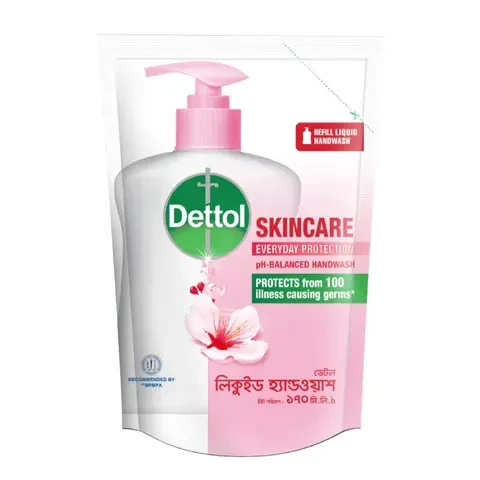 REFILL LIQUID
HANDWASH
Dettol
SKINCARE
EVERYDAY PROTECTION
pH-BALANCED HANDWASH
PROTECTS from 100
illness causing germs*
ডেটল
লিকুইড হ্যান্ডওয়াশ
১৭০ মি.লি.
RECOMMENDED BY